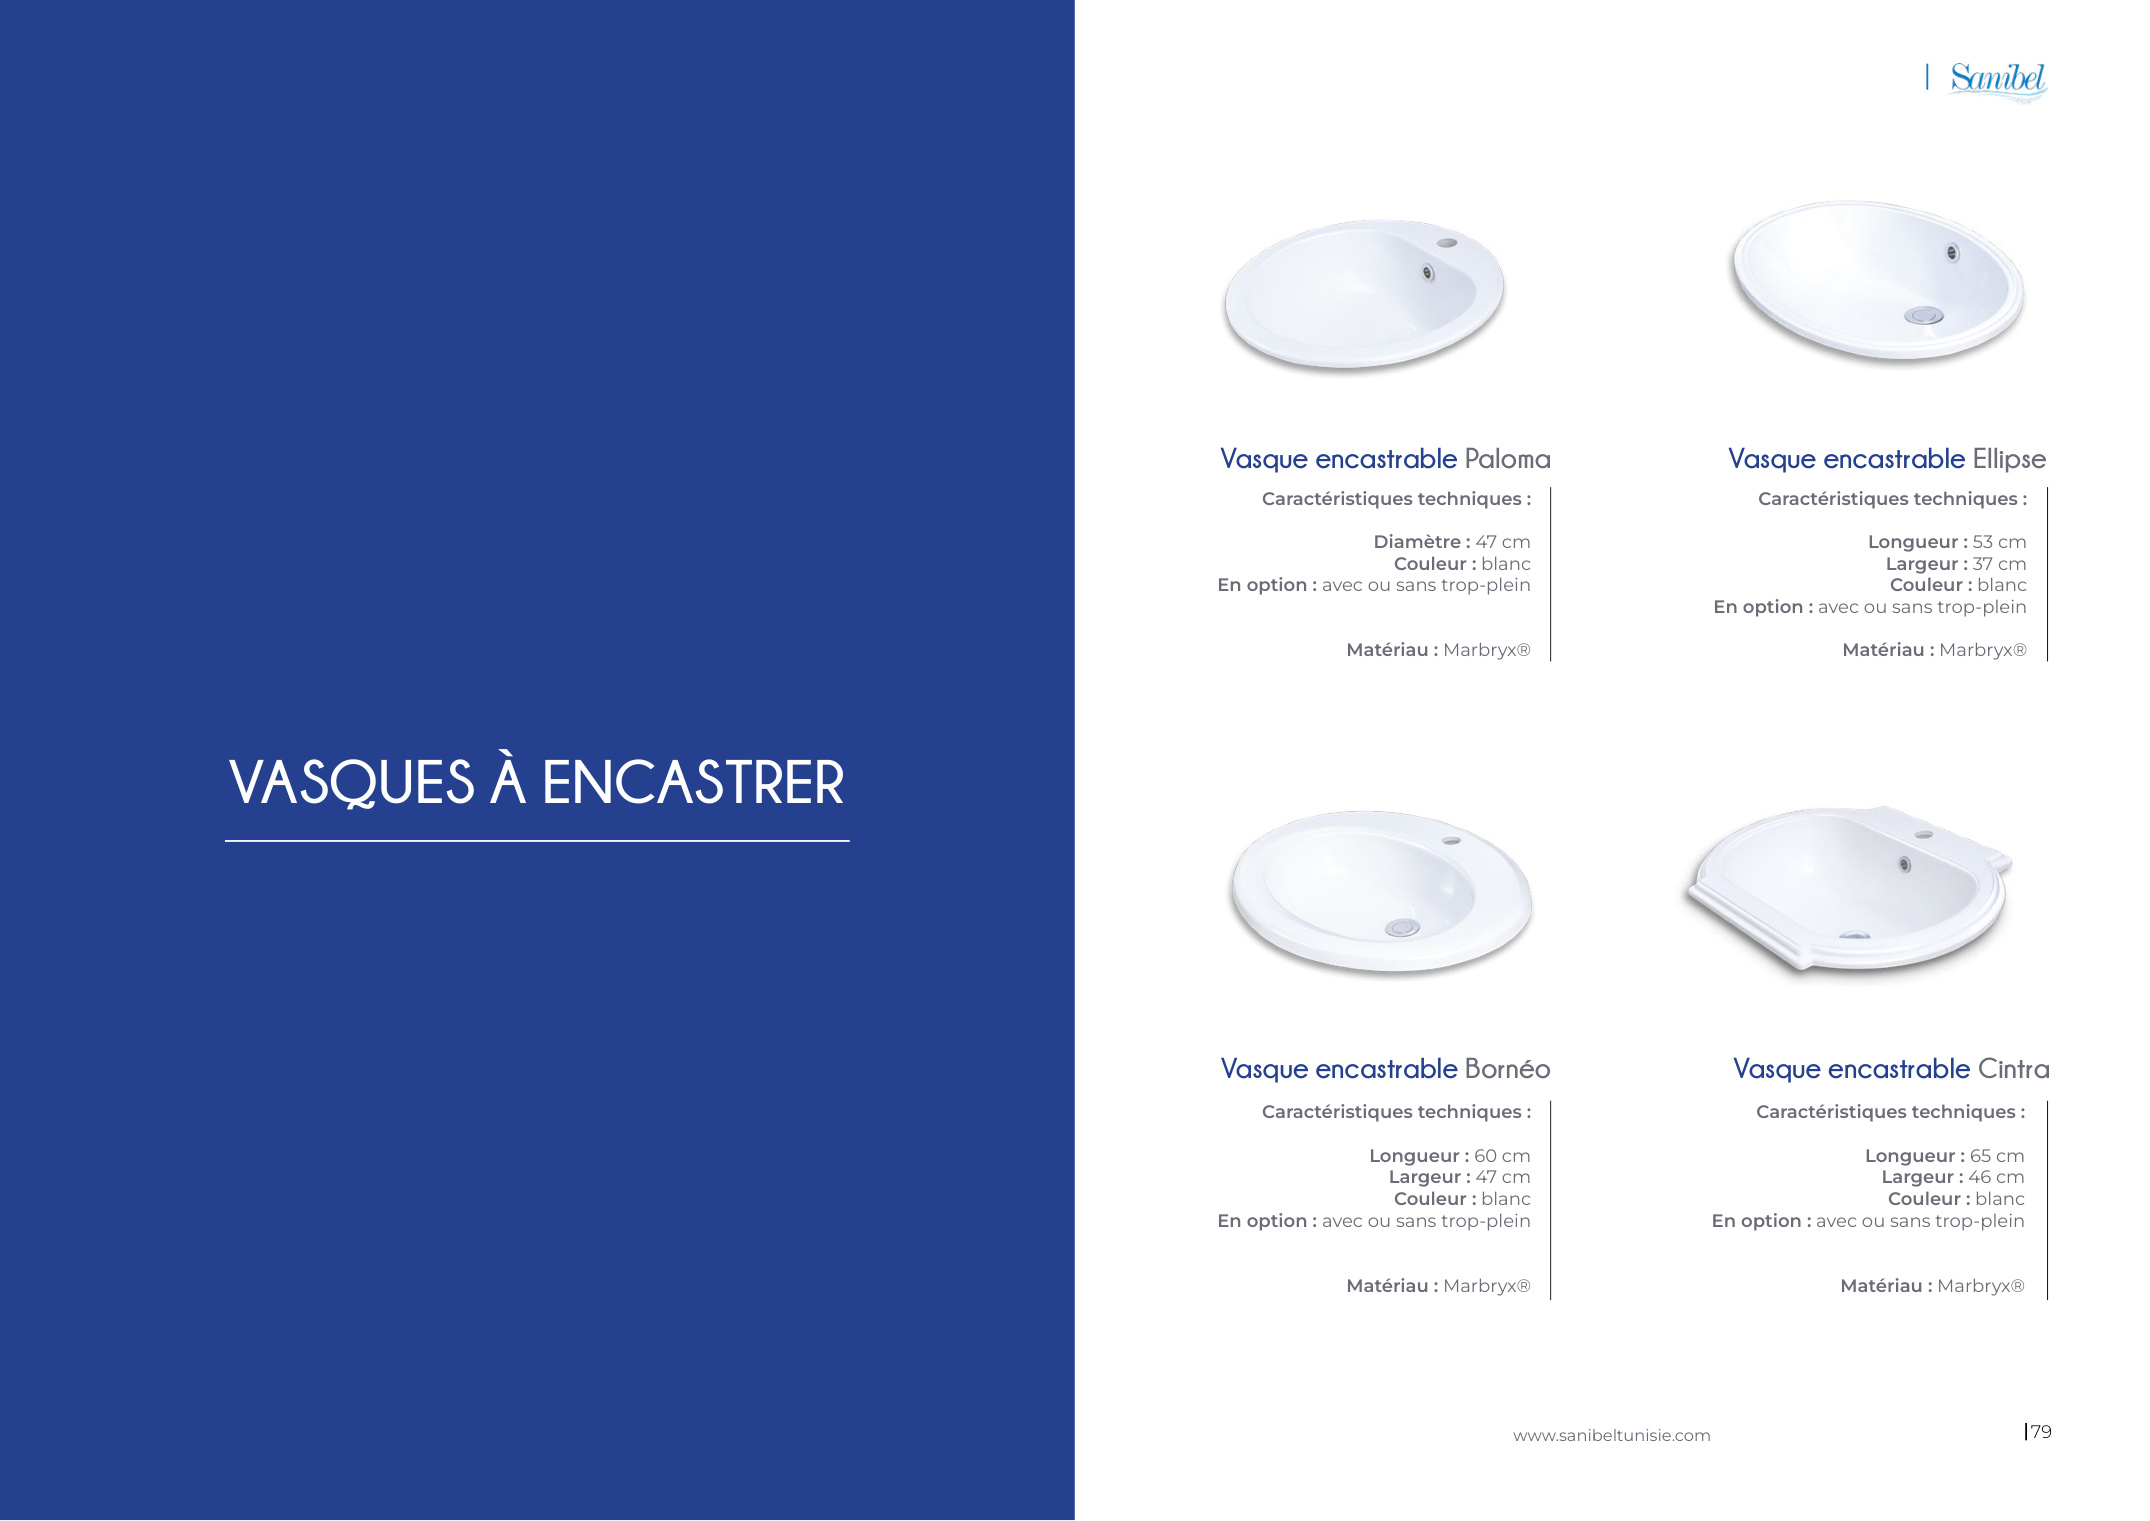 VASQUES À ENCASTRER
Sanibel
Vasque encastrable Paloma
Caractéristiques techniques :
Diamètre : 47 cm
Couleur : blanc
En option : avec ou sans trop-plein
Matériau : Marbryx®
Vasque encastrable Ellipse
Caractéristiques techniques :
Longueur : 53 cm
Largeur : 37 cm
Couleur : blanc
En option : avec ou sans trop-plein
Matériau : Marbryx®
Vasque encastrable Bornéo
Caractéristiques techniques :
Longueur : 60 cm
Largeur : 47 cm
Couleur : blanc
En option : avec ou sans trop-plein
Matériau : Marbryx®
Vasque encastrable Cintra
Caractéristiques techniques :
Longueur : 65 cm
Largeur : 46 cm
Couleur : blanc
En option : avec ou sans trop-plein
Matériau : Marbryx®
www.sanibeltunisie.com
79